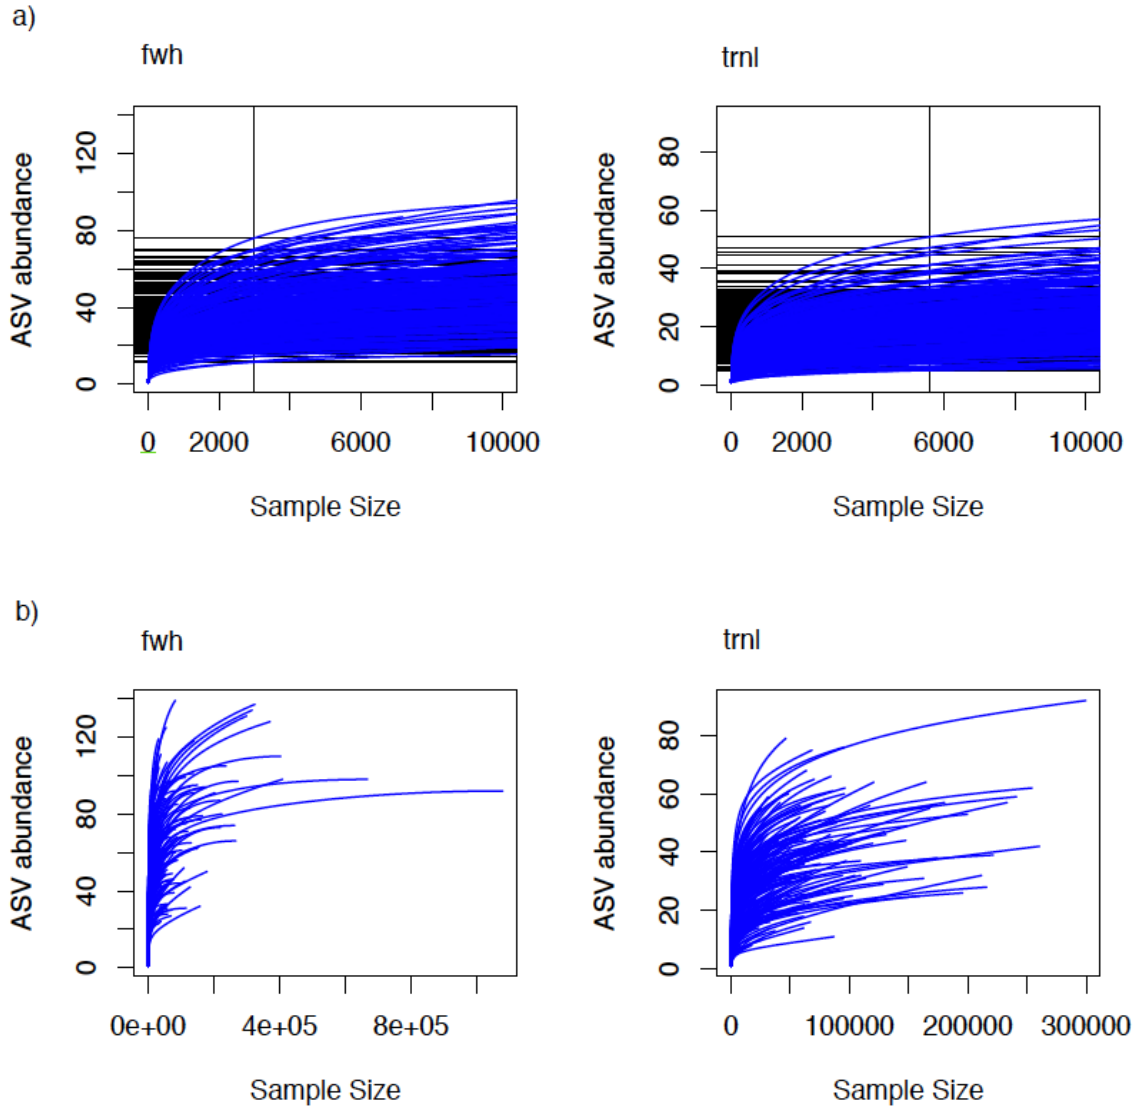 a)
fwh
trnl
ASV abundance
0 40 80 120
0 2000 6000 10000
Sample Size
ASV abundance
0 20 40 60 80
0 2000 6000 10000
Sample Size
b)
fwh
trnl
ASV abundance
0 40 80 120
0e+00 4e+05 8e+05
Sample Size
ASV abundance
0 20 40 60 80
0 100000 200000 300000
Sample Size